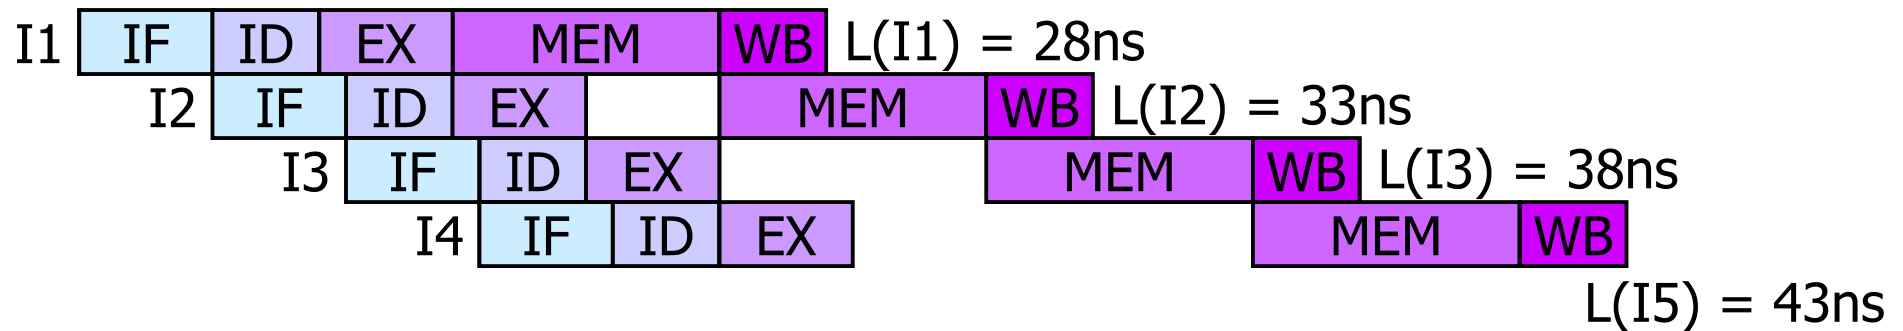 I1 IF ID EX MEM WB L(I1) = 28ns
I2 IF ID EX MEM WB L(I2) = 33ns
I3 IF ID EX MEM WB L(I3) = 38ns
I4 IF ID EX MEM WB
L(I5) = 43ns